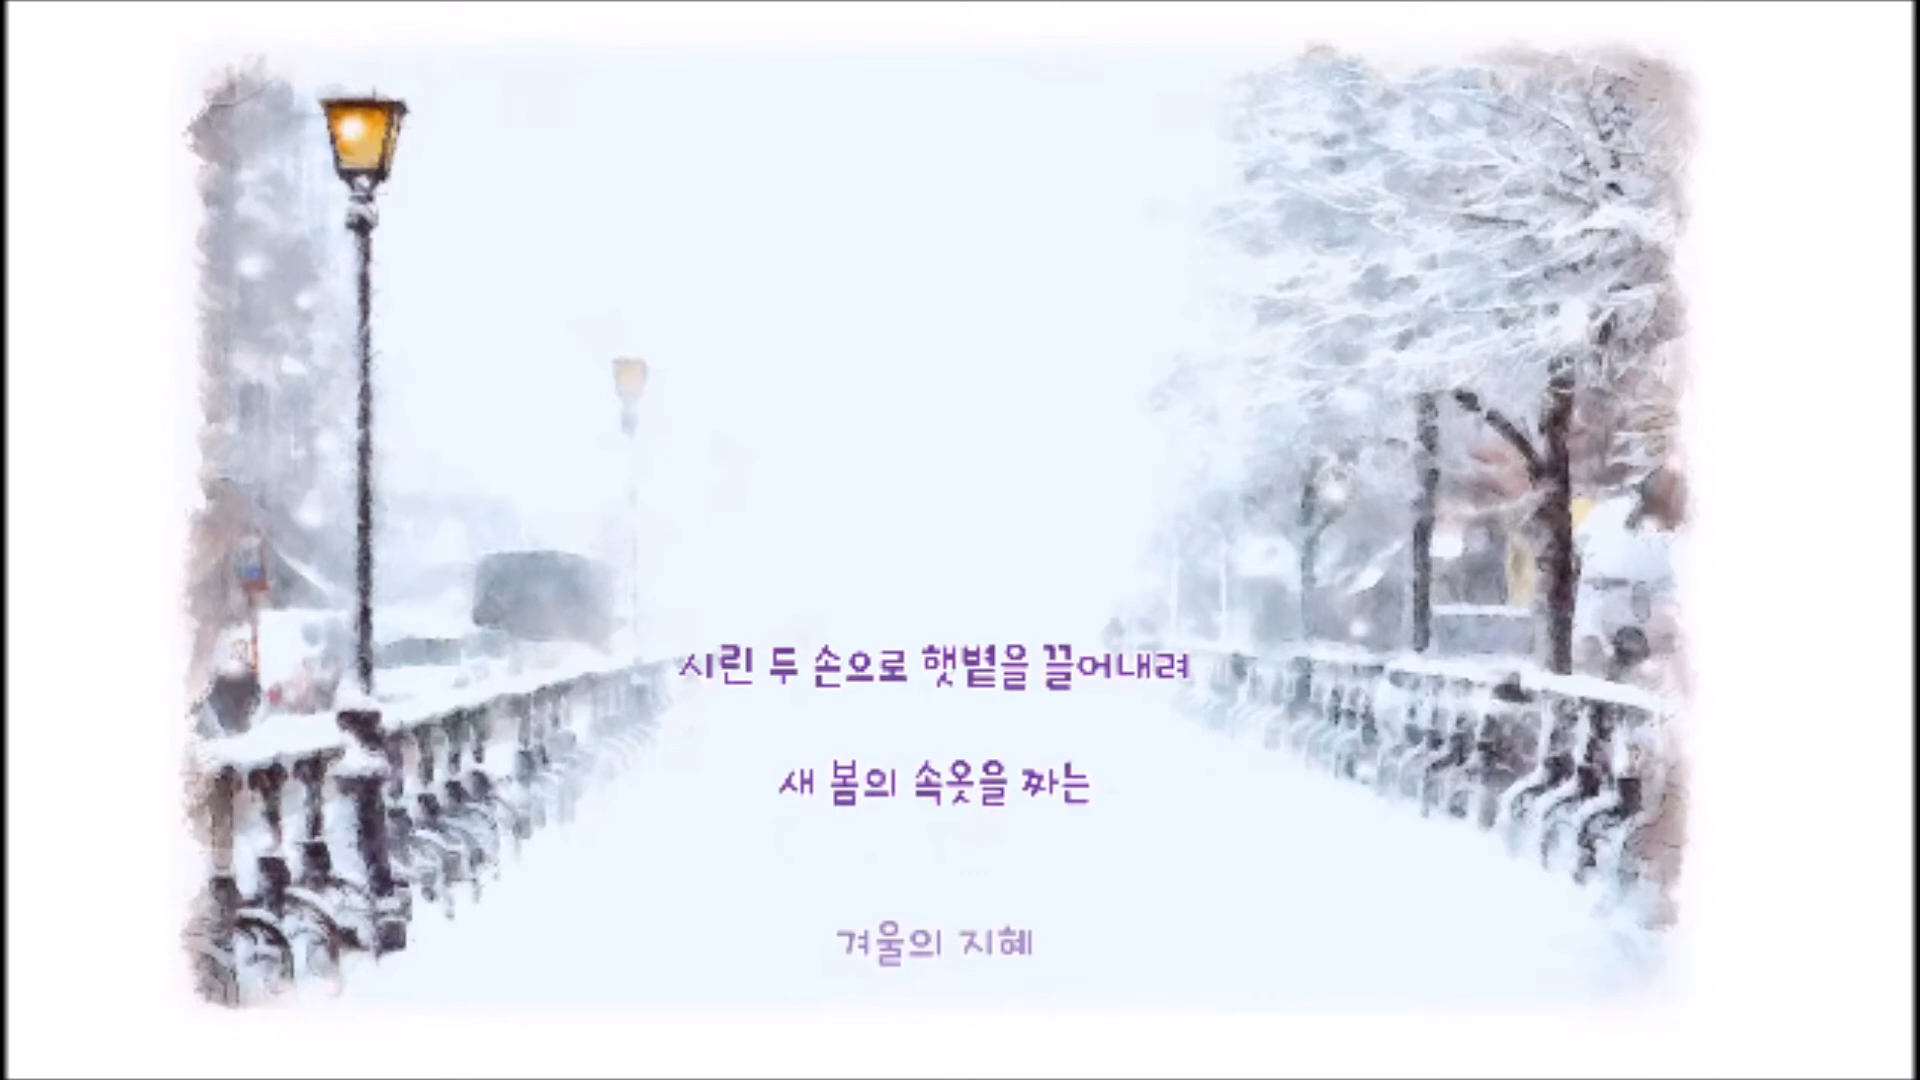 시린 두 손으로 햇볕을 끌어내려
새 봄의 속옷을 짜는
겨울의 지혜